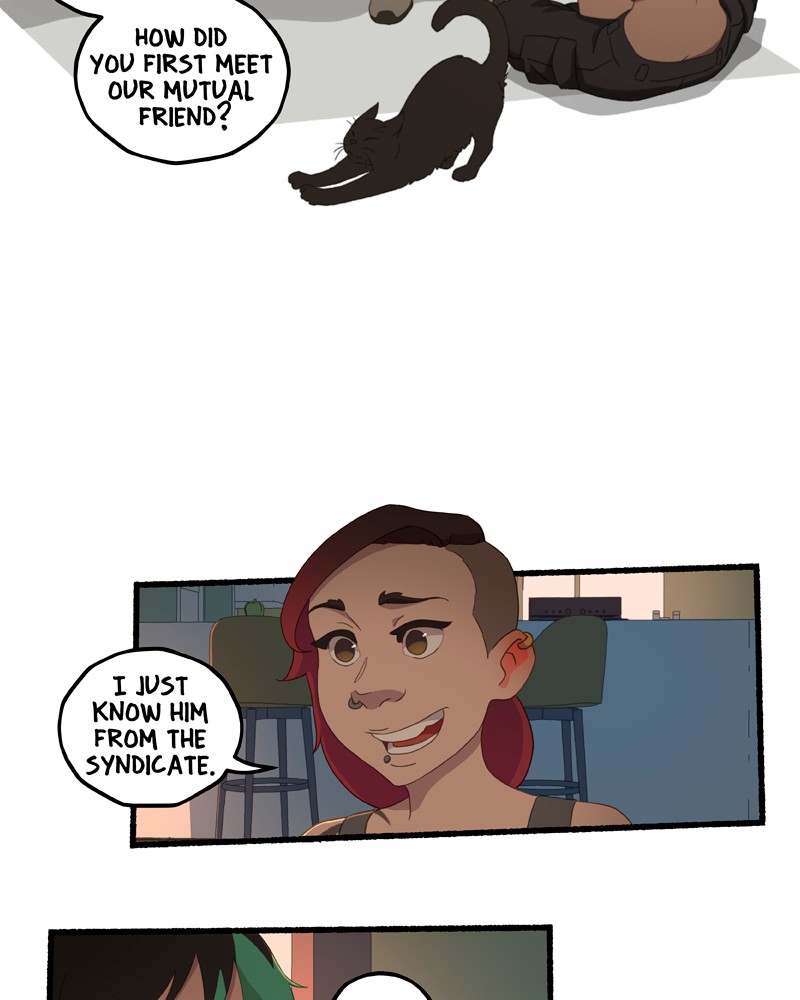 HOW DID
YOU FIRST MEET
OUR MUTUAL
FRIEND?
I JUST
KNOW HIM
FROM THE
SYNDICATE.